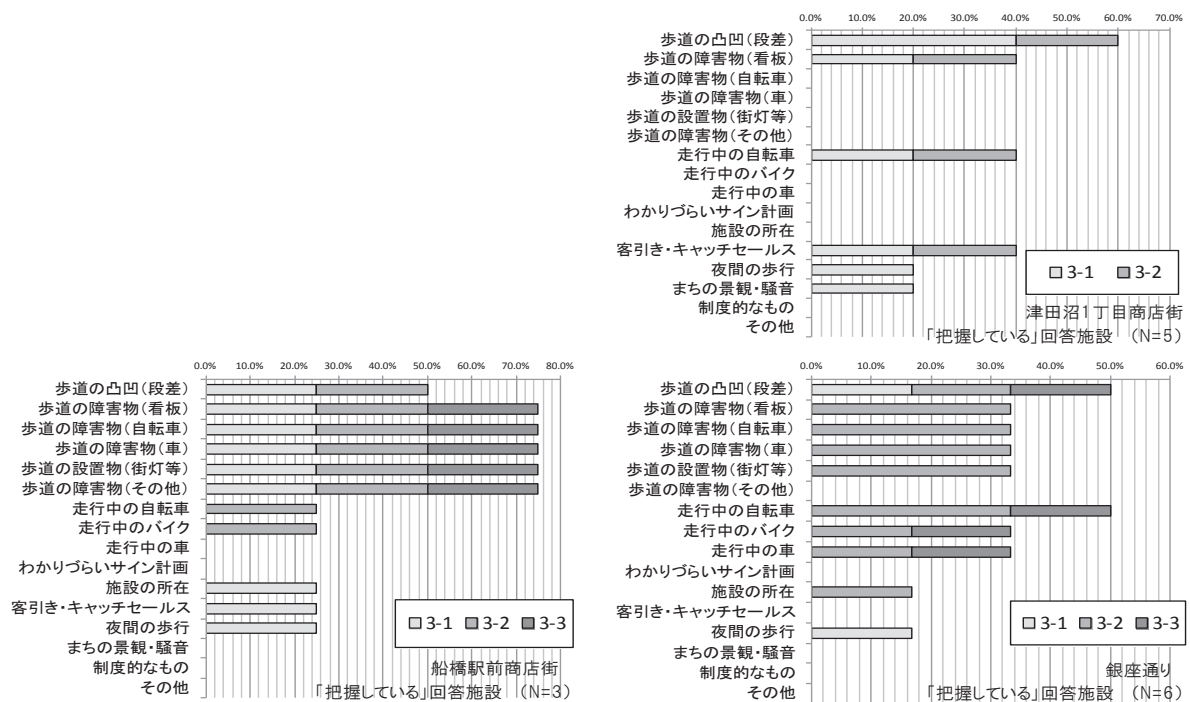 0.0% 10.0% 20.0% 30.0% 40.0% 50.0% 60.0% 70.0%
歩道の凸凹(段差)
歩道の障害物(看板)
歩道の障害物(自転車)
歩道の障害物(車)
歩道の設置物(街灯等)
歩道の障害物(その他)
走行中の自転車
走行中のバイク
走行中の車
わかりづらいサイン計画
施設の所在
客引き・キャッチセールス
夜間の歩行
まちの景観・騒音
制度的なもの
その他
3-1 3-2
津田沼1丁目商店街
「把握している」回答施設 (N=5)
0.0% 10.0% 20.0% 30.0% 40.0% 50.0% 60.0% 70.0% 80.0%
歩道の凸凹(段差)
歩道の障害物(看板)
歩道の障害物(自転車)
歩道の障害物(車)
歩道の設置物(街灯等)
歩道の障害物(その他)
走行中の自転車
走行中のバイク
走行中の車
わかりづらいサイン計画
施設の所在
客引き・キャッチセールス
夜間の歩行
まちの景観・騒音
制度的なもの
その他
3-1 3-2 3-3
船橋駅前商店街
「把握している」回答施設 (N=3)
0.0% 10.0% 20.0% 30.0% 40.0% 50.0% 60.0%
歩道の凸凹(段差)
歩道の障害物(看板)
歩道の障害物(自転車)
歩道の障害物(車)
歩道の設置物(街灯等)
歩道の障害物(その他)
走行中の自転車
走行中のバイク
走行中の車
わかりづらいサイン計画
施設の所在
客引き・キャッチセールス
夜間の歩行
まちの景観・騒音
制度的なもの
その他
3-1 3-2 3-3
銀座通り
「把握している」回答施設 (N=6)